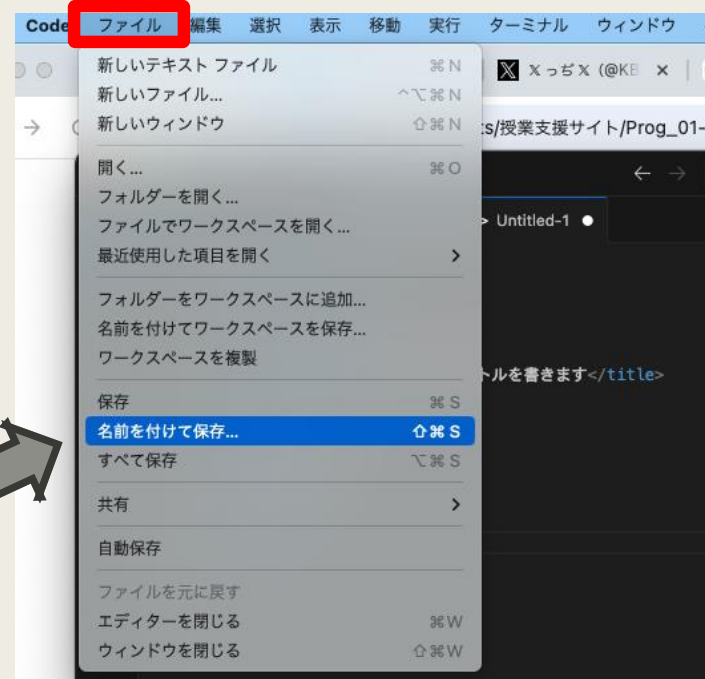 Code ファイル 編集 選択 表示 移動 実行 ターミナル ウィンドウ
新しいテキスト ファイル ⌘N
新しいファイル... ^⌥⌘N
新しいウィンドウ ⇧⌘N
開く... ⌘O
フォルダーを開く...
ファイルでワークスペースを開く...
最近使用した項目を開く >
フォルダーをワークスペースに追加...
名前を付けてワークスペースを保存...
ワークスペースを複製
保存 ⌘S
名前を付けて保存... ⇧⌘S
すべて保存 ⌥⌘S
共有 >
自動保存
ファイルを元に戻す
エディターを閉じる ⌘W
ウィンドウを閉じる ⇧⌘W
𝕏 𝕏っぢ𝕏 (@KB ×
s/授業支援サイト/Prog_01-
> Untitled-1 ●
トルを書きます</title>